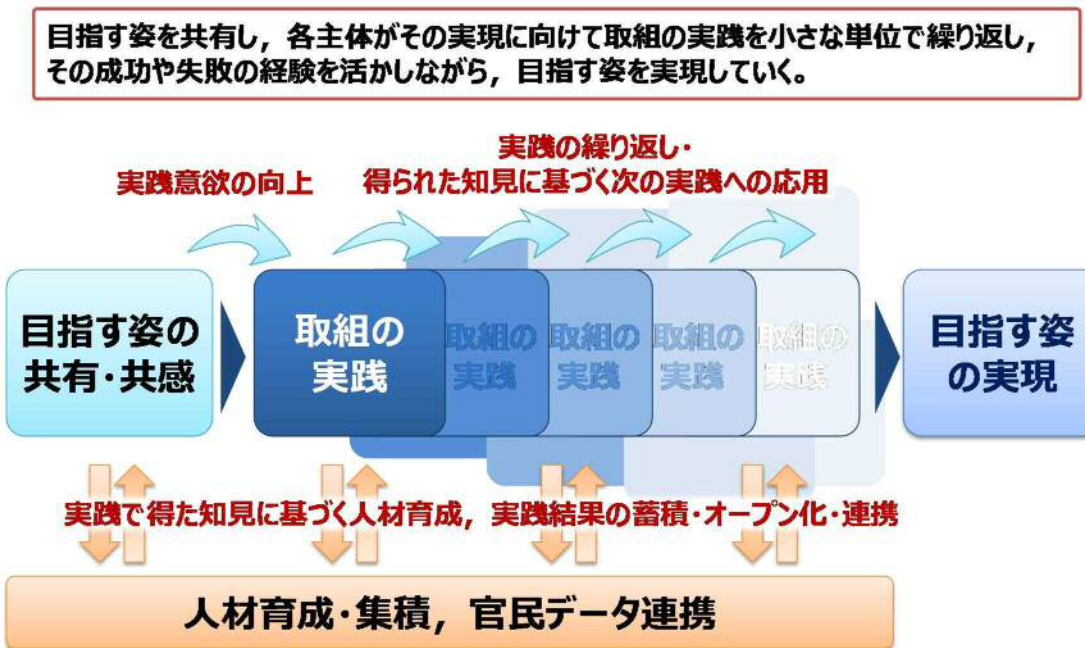 目指す姿を共有し，各主体がその実現に向けて取組の実践を小さな単位で繰り返し，
その成功や失敗の経験を活かしながら，目指す姿を実現していく。
実践意欲の向上
実践の繰り返し・
得られた知見に基づく次の実践への応用
目指す姿の
共有・共感
取組の
実践
取組の
実践
取組の
実践
取組の
実践
取組の
実践
目指す姿
の実現
実践で得た知見に基づく人材育成，実践結果の蓄積・オープン化・連携
人材育成・集積，官民データ連携